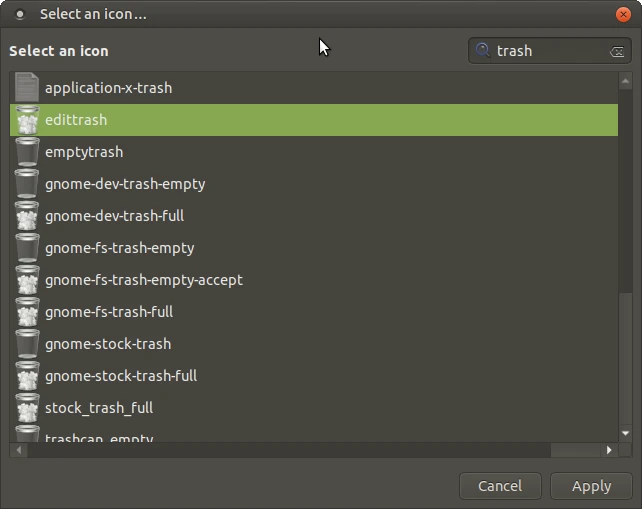 Select an icon...
Select an icon
trash
application-x-trash
edittrash
emptytrash
gnome-dev-trash-empty
gnome-dev-trash-full
gnome-fs-trash-empty
gnome-fs-trash-empty-accept
gnome-fs-trash-full
gnome-stock-trash
gnome-stock-trash-full
stock_trash_full
trashcan_empty
Cancel
Apply